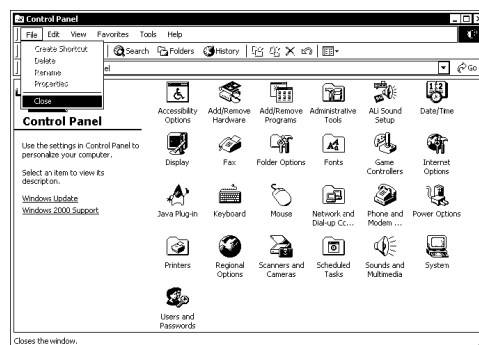 Control Panel
File Edit View Favorites Tools Help
Search Folders History
Create Shortcut
Delete
Rename
Properties
Close
Go
Control Panel
Use the settings in Control Panel to
personalize your computer.
Select an item to view its
description.
Windows Update
Windows 2000 Support
Accessibility Options
Add/Remove Hardware
Add/Remove Programs
Administrative Tools
ALi Sound Setup
Date/Time
Display
Fax
Folder Options
Fonts
Game Controllers
Internet Options
Java Plug-in
Keyboard
Mouse
Network and Dial-up Cc...
Phone and Modem ...
Power Options
Printers
Regional Options
Scanners and Cameras
Scheduled Tasks
Sounds and Multimedia
System
Users and Passwords
Closes the window.